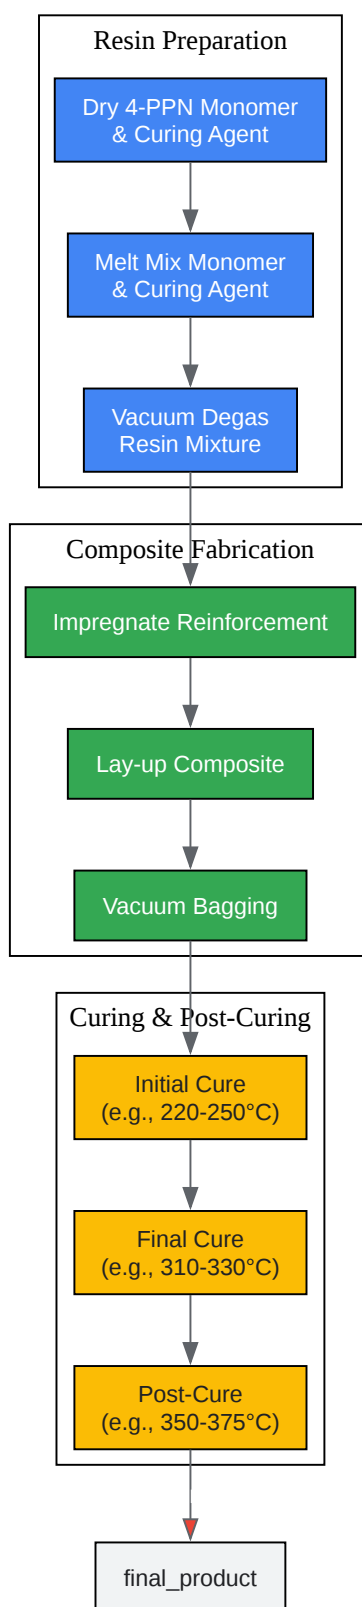 Resin Preparation
Dry 4-PPN Monomer
& Curing Agent
Melt Mix Monomer
& Curing Agent
Vacuum Degas
Resin Mixture
Composite Fabrication
Impregnate Reinforcement
Lay-up Composite
Vacuum Bagging
Curing & Post-Curing
Initial Cure
(e.g., 220-250°C)
Final Cure
(e.g., 310-330°C)
Post-Cure
(e.g., 350-375°C)
final_product